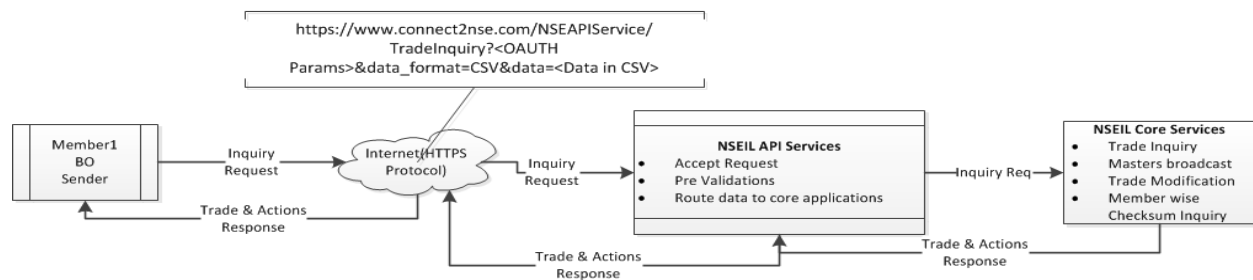 https://www.connect2nse.com/NSEAPIService/
TradeInquiry?<OAUTH
Params>&data_format=CSV&data=<Data in CSV>
Member1
BO
Sender
Inquiry
Request
Internet(HTTPS
Protocol)
Inquiry
Request
NSEIL API Services
• Accept Request
• Pre Validations
• Route data to core applications
Inquiry Req
NSEIL Core Services
• Trade Inquiry
• Masters broadcast
• Trade Modification
• Member wise
Checksum Inquiry
Trade & Actions
Response
Trade & Actions
Response
Trade & Actions
Response